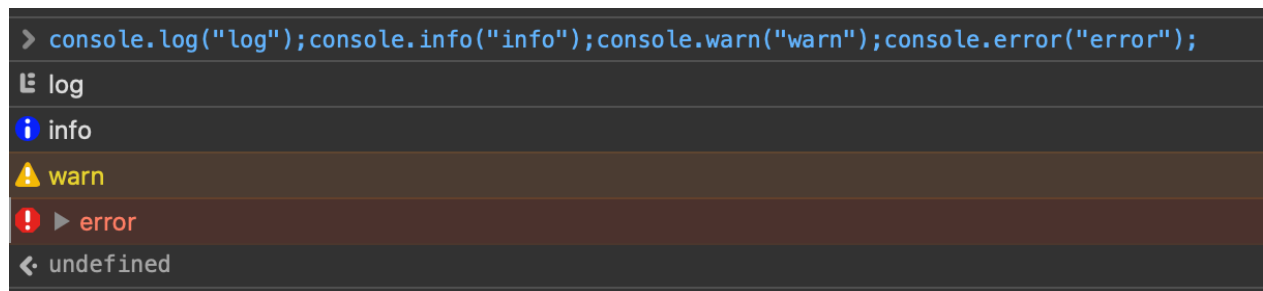 > console.log("log");console.info("info");console.warn("warn");console.error("error");
log
info
warn
error
undefined